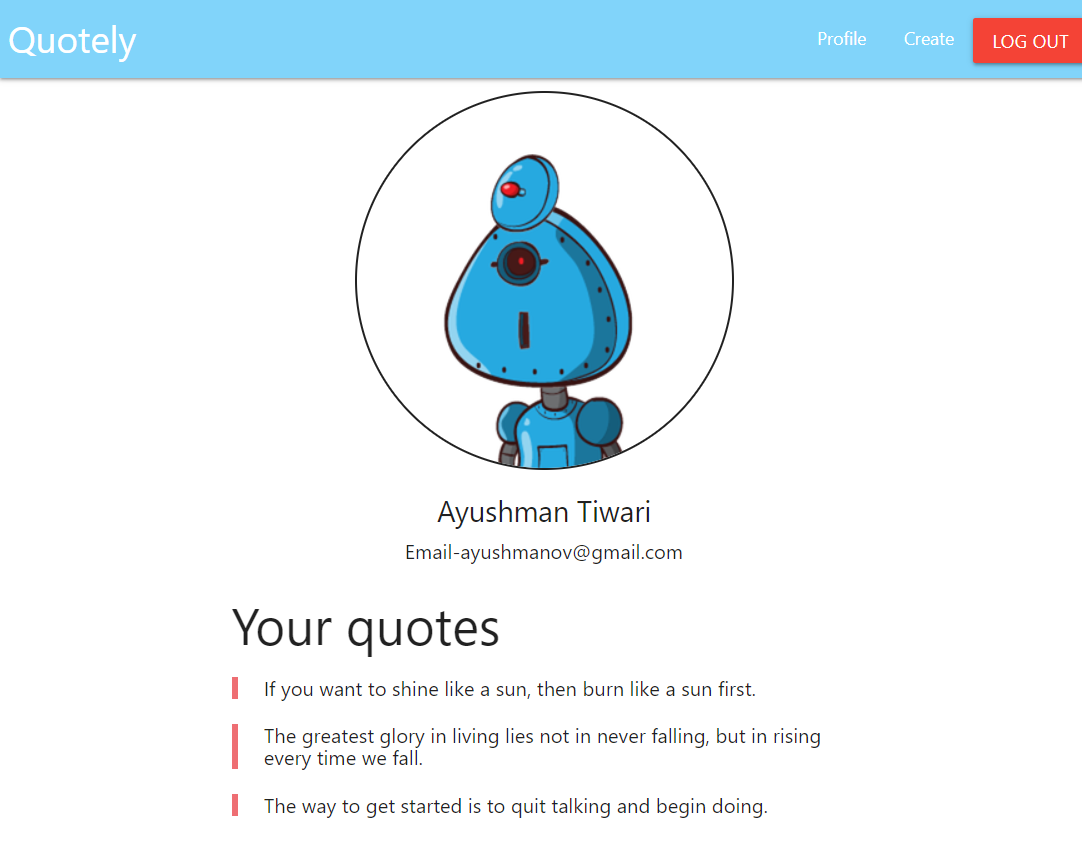 Quotely
Profile
Create
LOG OUT
Ayushman Tiwari
Email-ayushmanov@gmail.com
Your quotes
If you want to shine like a sun, then burn like a sun first.
The greatest glory in living lies not in never falling, but in rising
every time we fall.
The way to get started is to quit talking and begin doing.